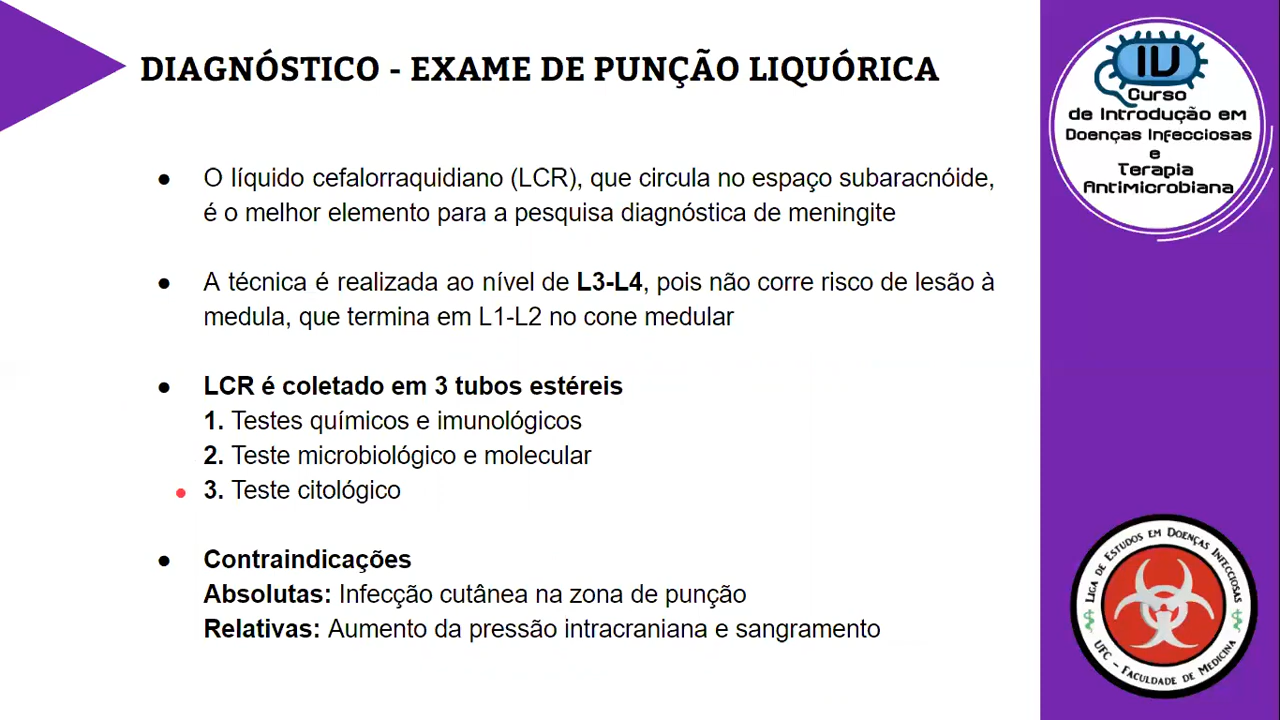 DIAGNÓSTICO - EXAME DE PUNÇÃO LIQUÓRICA
● O líquido cefalorraquidiano (LCR), que circula no espaço subaracnóide,
é o melhor elemento para a pesquisa diagnóstica de meningite
● A técnica é realizada ao nível de L3-L4, pois não corre risco de lesão à
medula, que termina em L1-L2 no cone medular
● LCR é coletado em 3 tubos estéreis
1. Testes químicos e imunológicos
2. Teste microbiológico e molecular
3. Teste citológico
● Contraindicações
Absolutas: Infecção cutânea na zona de punção
Relativas: Aumento da pressão intracraniana e sangramento
IV
Curso
de Introdução em
Doenças Infecciosas
e
Terapia
Antimicrobiana
LIGA DE ESTUDOS EM DOENÇAS INFECCIOSAS
UFC - FACULDADE DE MEDICINA